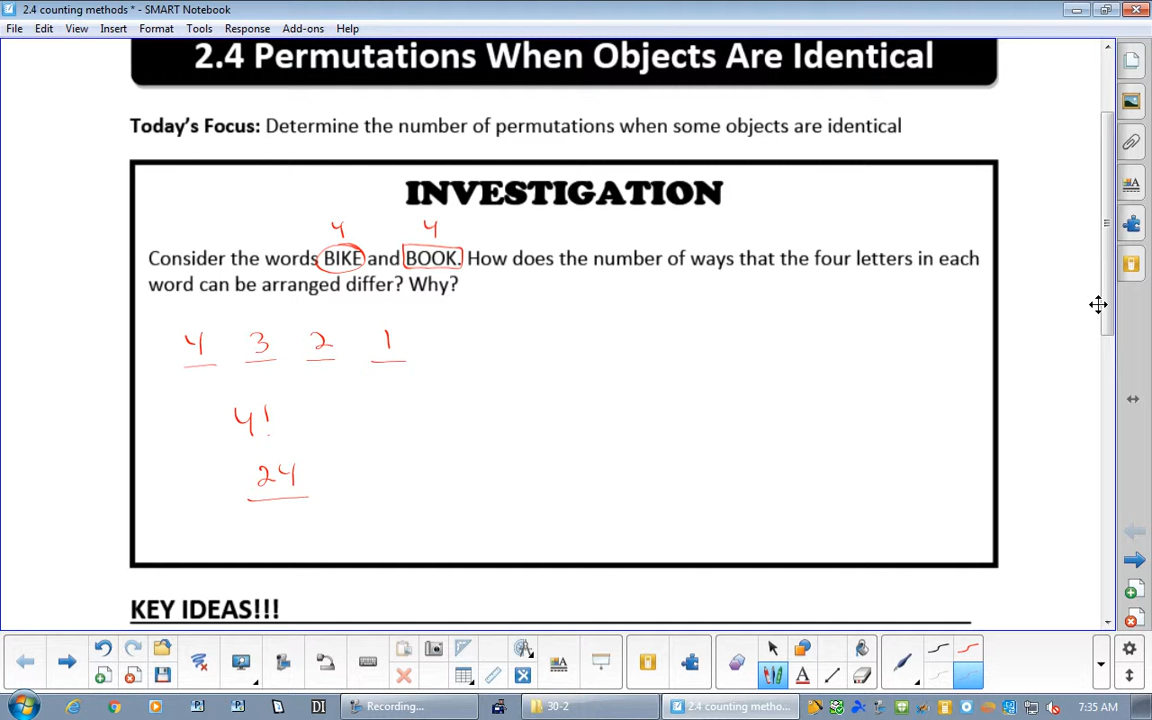 2.4 counting methods * - SMART Notebook
File Edit View Insert Format Tools Response Add-ons Help
2.4 Permutations When Objects Are Identical
Today's Focus: Determine the number of permutations when some objects are identical
INVESTIGATION
4 4
Consider the words BIKE and BOOK. How does the number of ways that the four letters in each
word can be arranged differ? Why?
4 3 2 1
4!
24
KEY IDEAS!!!
DI Recording... 30-2 2.4 counting metho... 7:35 AM